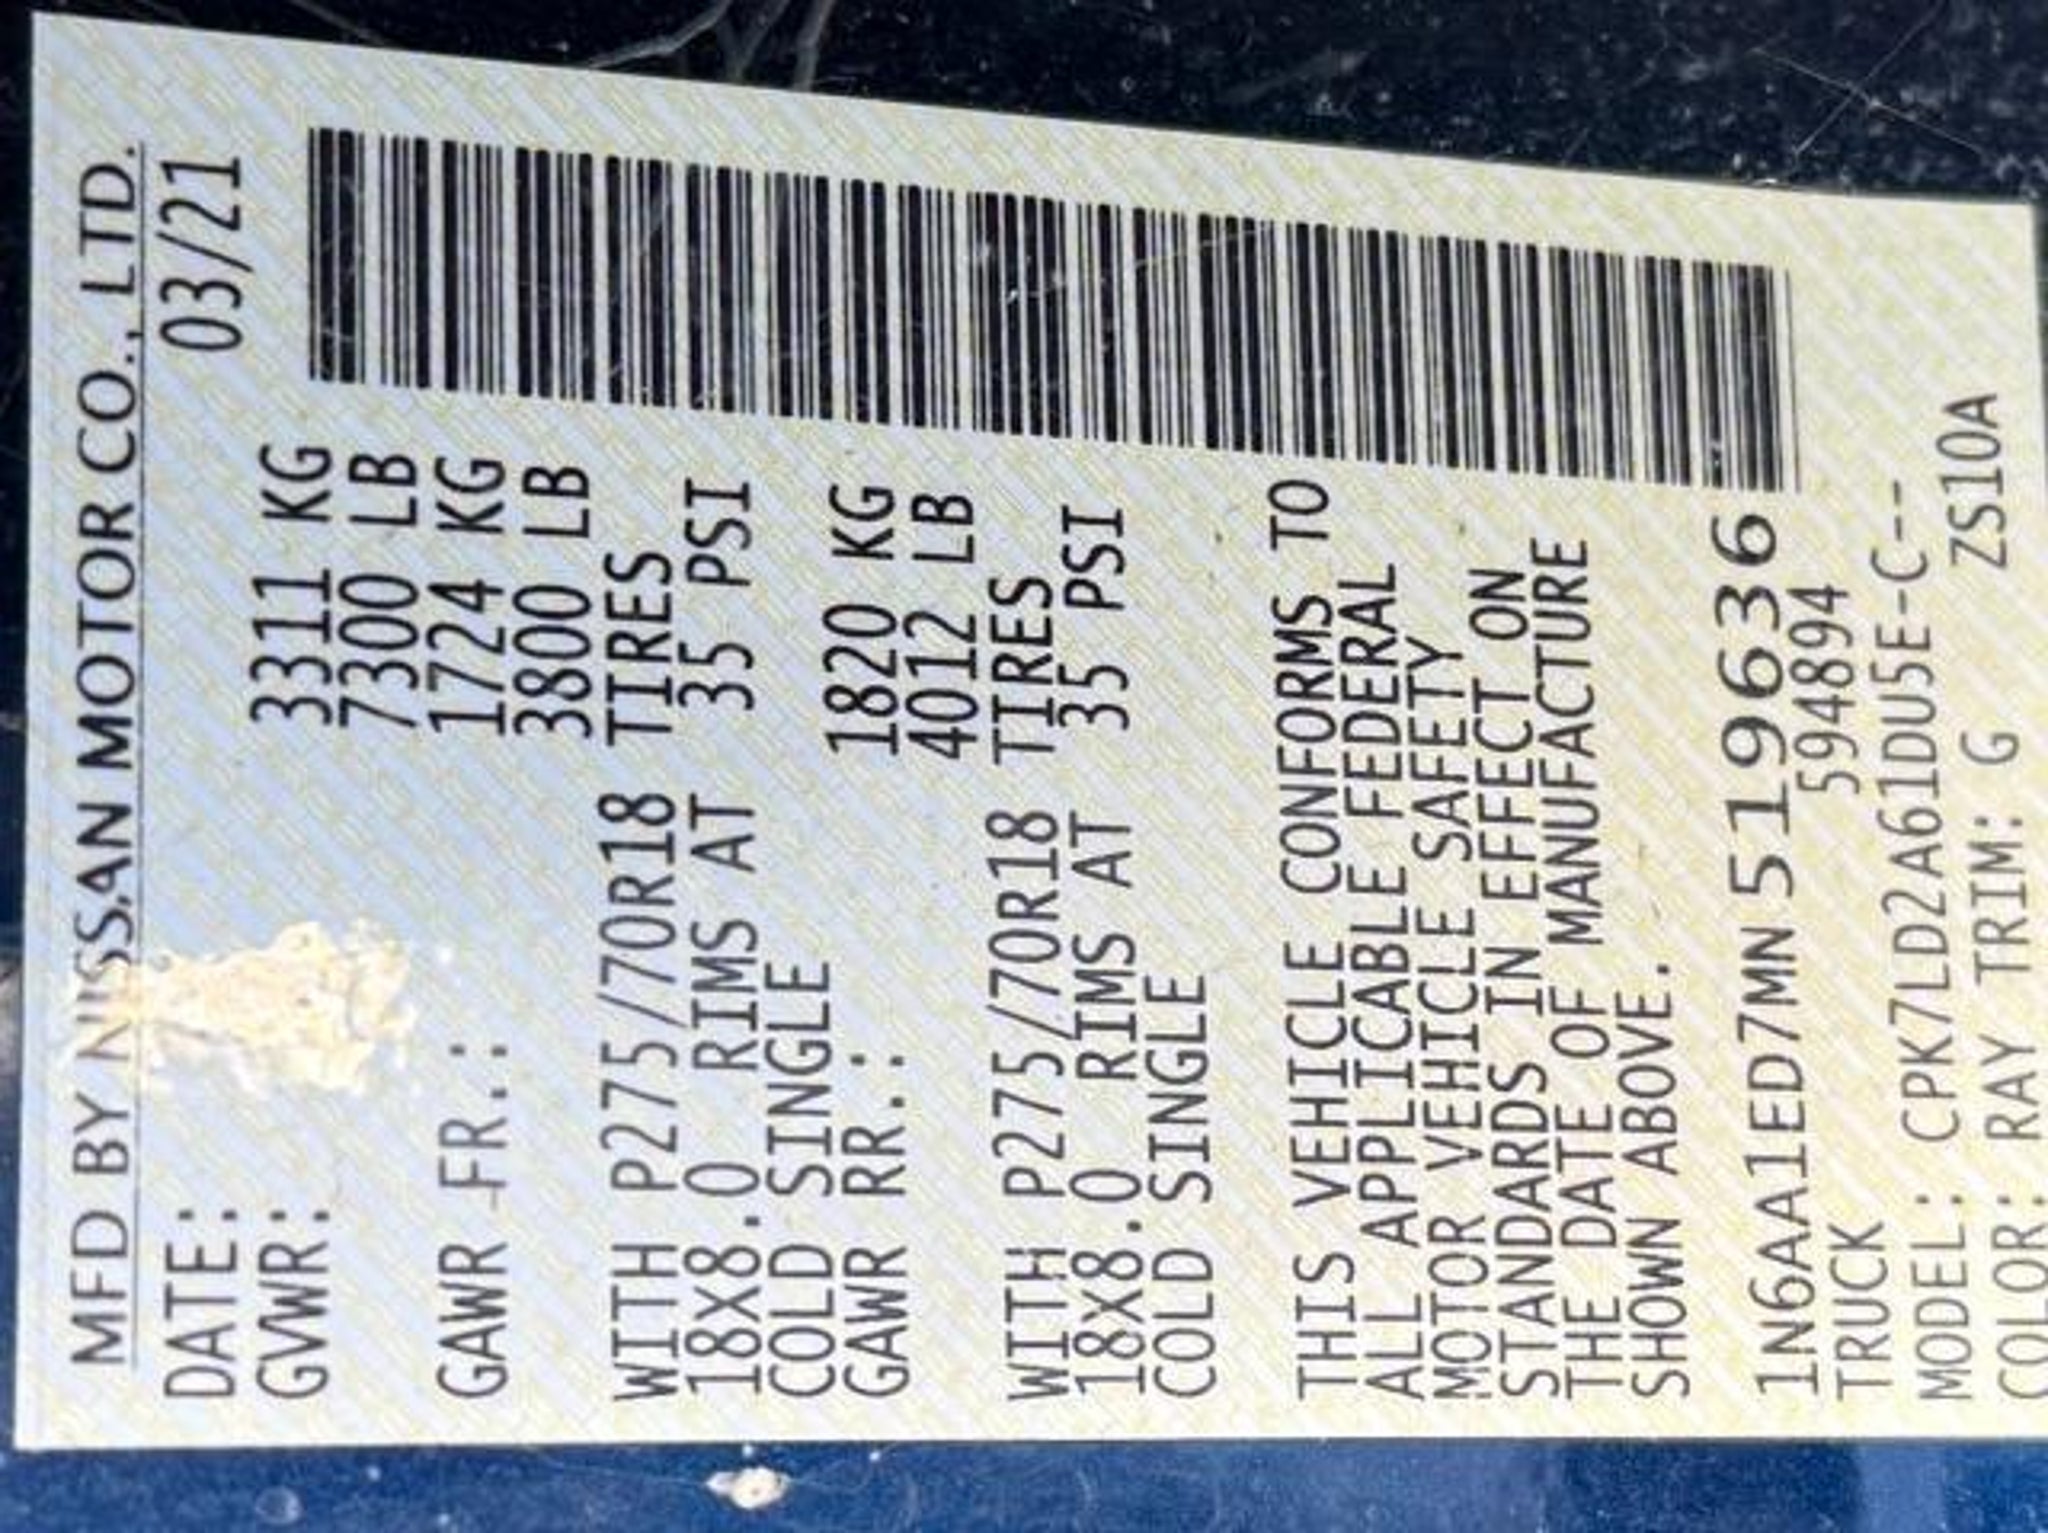 MFD BY NISSAN MOTOR CO., LTD.
DATE: 03/21
GVWR: 3311 KG
7300 LB
GAWR FR.: 1724 KG
3800 LB
WITH P275/70R18 TIRES
18X8.0 RIMS AT 35 PSI
COLD SINGLE
GAWR RR.: 1820 KG
4012 LB
WITH P275/70R18 TIRES
18X8.0 RIMS AT 35 PSI
COLD SINGLE
THIS VEHICLE CONFORMS TO
ALL APPLICABLE FEDERAL
MOTOR VEHICLE SAFETY
STANDARDS IN EFFECT ON
THE DATE OF MANUFACTURE
SHOWN ABOVE.
1N6AA1ED7MN519636
TRUCK 594894
MODEL: CPK7LD2A61DU5E-C--
COLOR: RAY TRIM: G ZS10A